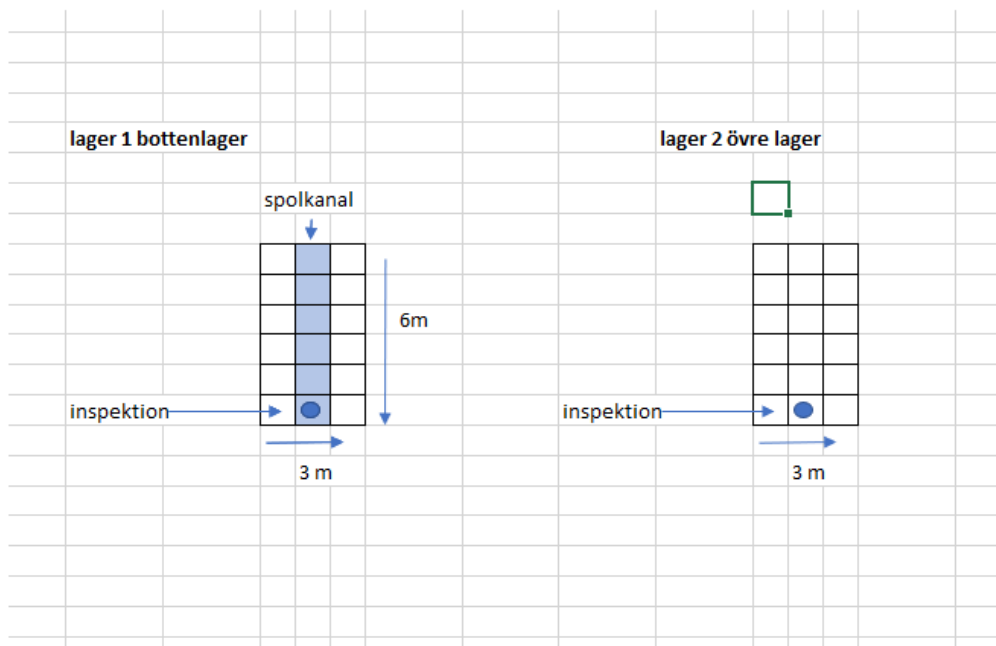 lager 1 bottenlager
lager 2 övre lager
spolkanal
6m
inspektion
inspektion
3 m
3 m